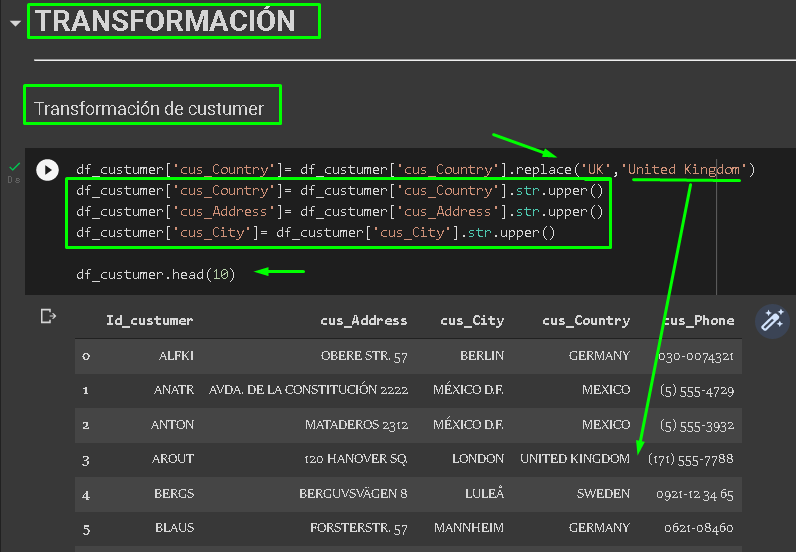 TRANSFORMACIÓN
Transformación de custumer
df_custumer['cus_Country']= df_custumer['cus_Country'].replace('UK','United Kingdom')
df_custumer['cus_Country']= df_custumer['cus_Country'].str.upper()
df_custumer['cus_Address']= df_custumer['cus_Address'].str.upper()
df_custumer['cus_City']= df_custumer['cus_City'].str.upper()
df_custumer.head(10)
Id_custumer cus_Address cus_City cus_Country cus_Phone
0 ALFKI OBERE STR. 57 BERLIN GERMANY 030-0074321
1 ANATR AVDA. DE LA CONSTITUCIÓN 2222 MÉXICO D.F. MEXICO (5) 555-4729
2 ANTON MATADEROS 2312 MÉXICO D.F. MEXICO (5) 555-3932
3 AROUT 120 HANOVER SQ. LONDON UNITED KINGDOM (171) 555-7788
4 BERGS BERGUVSVÄGEN 8 LULEÅ SWEDEN 0921-12 34 65
5 BLAUS FORSTERSTR. 57 MANNHEIM GERMANY 0621-08460